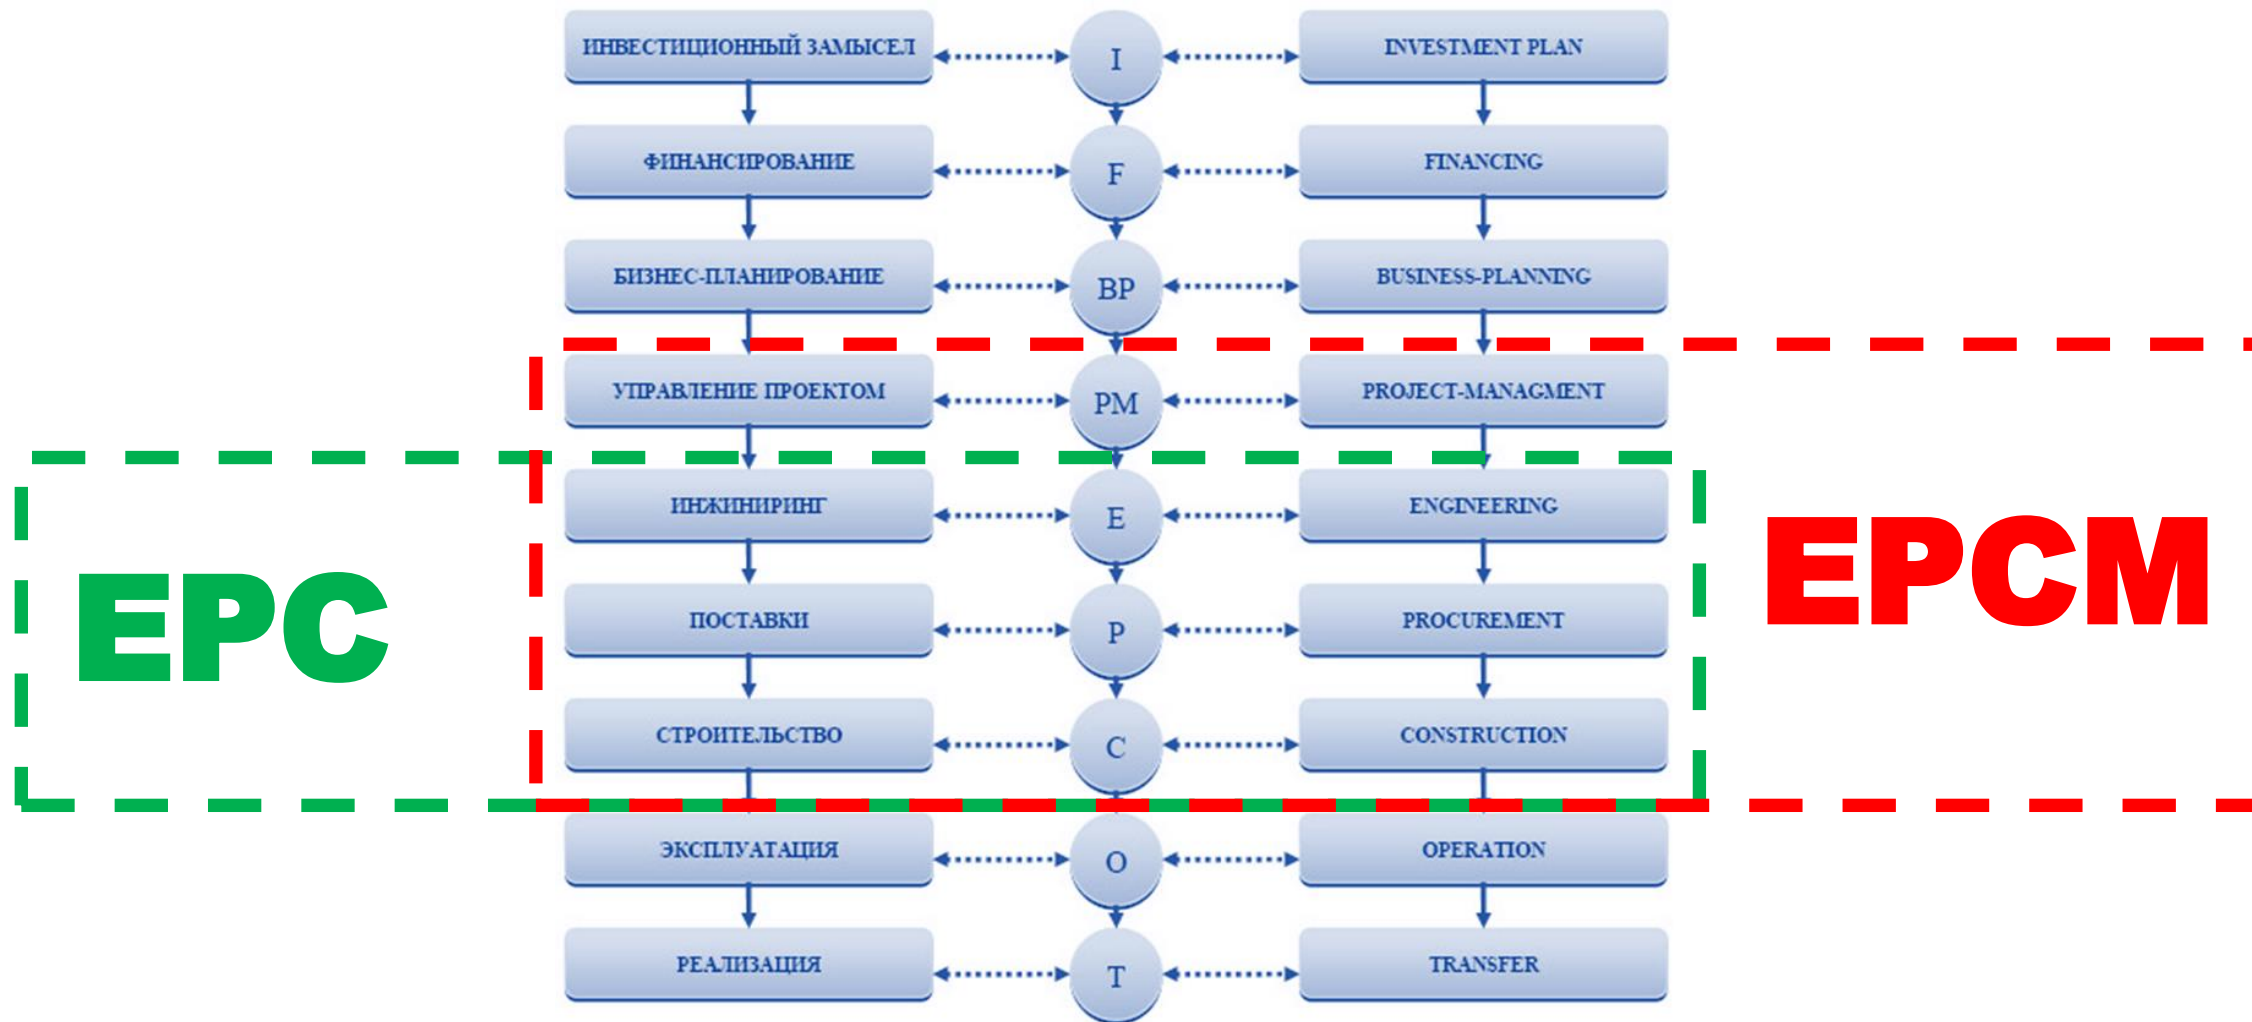 ИНВЕСТИЦИОННЫЙ ЗАМЫСЕЛ I INVESTMENT PLAN
ФИНАНСИРОВАНИЕ F FINANCING
БИЗНЕС-ПЛАНИРОВАНИЕ BP BUSINESS-PLANNING
УПРАВЛЕНИЕ ПРОЕКТОМ PM PROJECT-MANAGMENT
ИНЖИНИРИНГ E ENGINEERING
EPCM
EPC
ПОСТАВКИ P PROCUREMENT
СТРОИТЕЛЬСТВО C CONSTRUCTION
ЭКСПЛУАТАЦИЯ O OPERATION
РЕАЛИЗАЦИЯ T TRANSFER